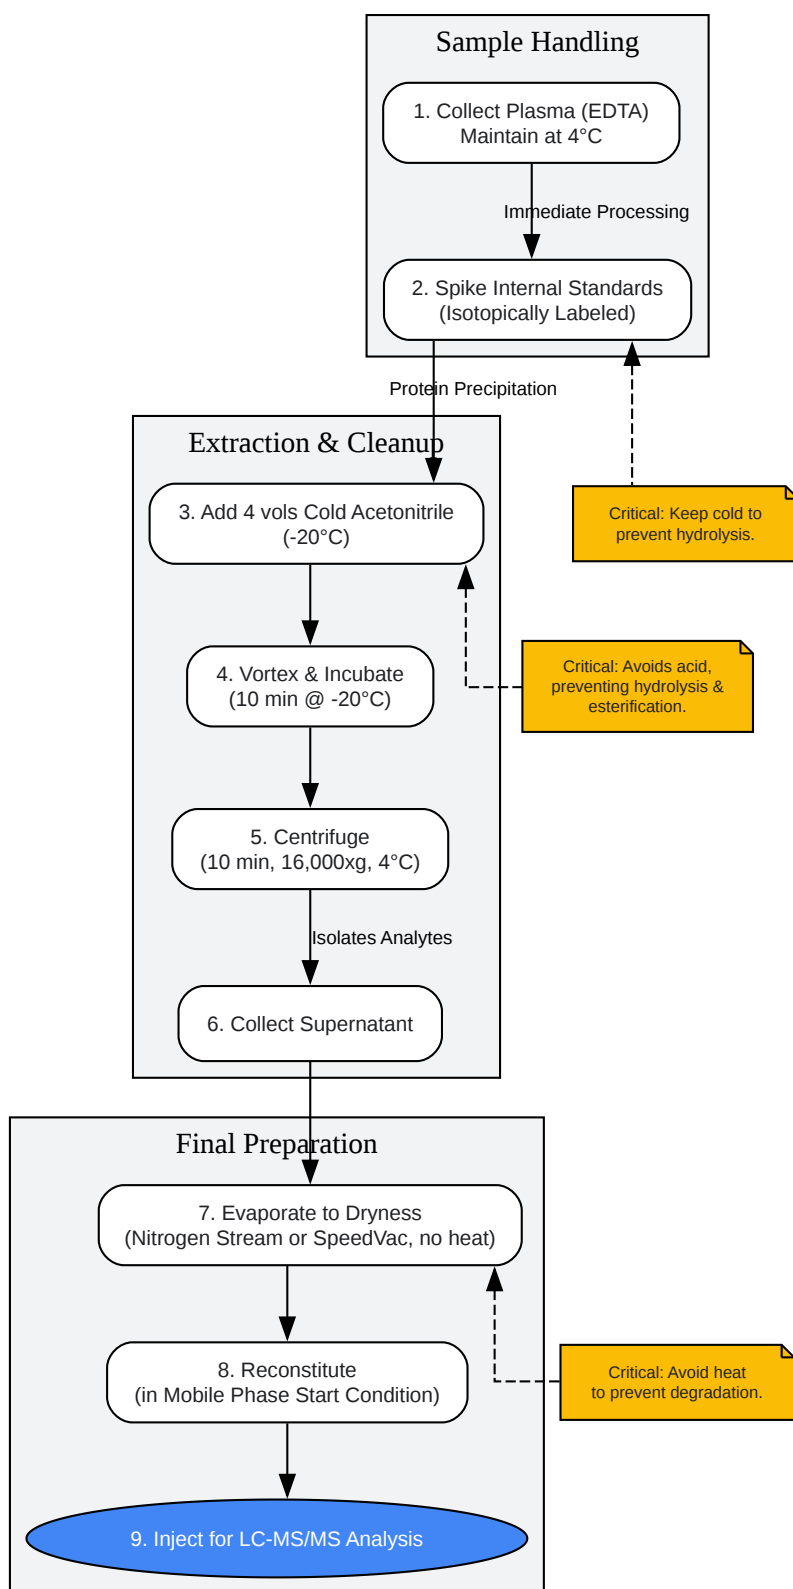 Sample Handling
1. Collect Plasma (EDTA)
Maintain at 4°C
Immediate Processing
2. Spike Internal Standards
(Isotopically Labeled)
Protein Precipitation
Extraction & Cleanup
3. Add 4 vols Cold Acetonitrile
(-20°C)
Critical: Keep cold to
prevent hydrolysis.
4. Vortex & Incubate
(10 min @ -20°C)
Critical: Avoids acid,
preventing hydrolysis &
esterification.
5. Centrifuge
(10 min, 16,000xg, 4°C)
Isolates Analytes
6. Collect Supernatant
Final Preparation
7. Evaporate to Dryness
(Nitrogen Stream or SpeedVac, no heat)
8. Reconstitute
(in Mobile Phase Start Condition)
Critical: Avoid heat
to prevent degradation.
9. Inject for LC-MS/MS Analysis